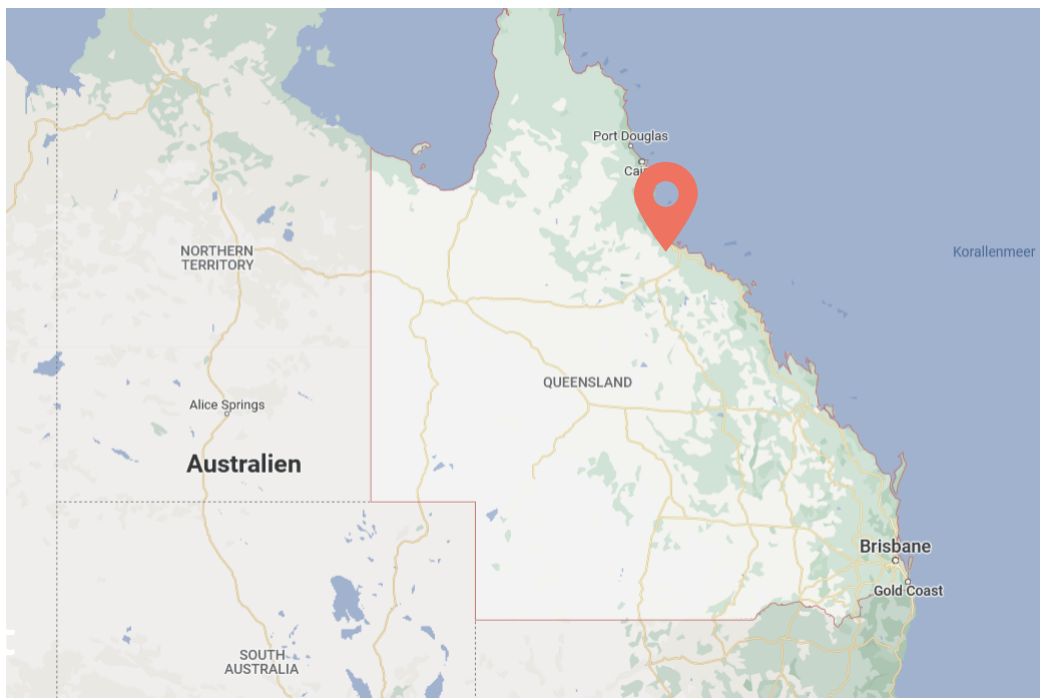 Port Douglas
Korallenmeer
NORTHERN
TERRITORY
QUEENSLAND
Alice Springs
Australien
Brisbane
Gold Coast
SOUTH
AUSTRALIA